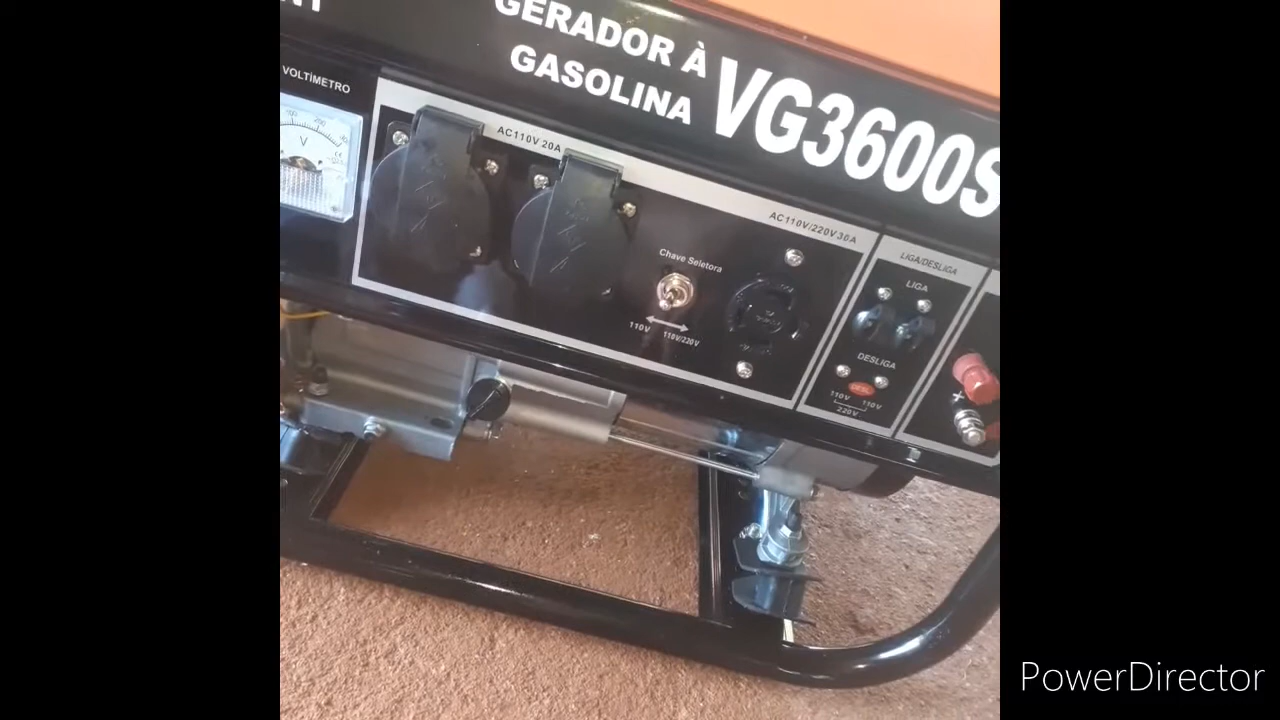 NT
GERADOR À
GASOLINA
VG3600S
VOLTÍMETRO
V
AC110V 20A
AC110V/220V 30A
Chave Seletora
110V
110V/220V
LIGA/DESLIGA
LIGA
DESLIGA
110V 110V
220V
PowerDirector